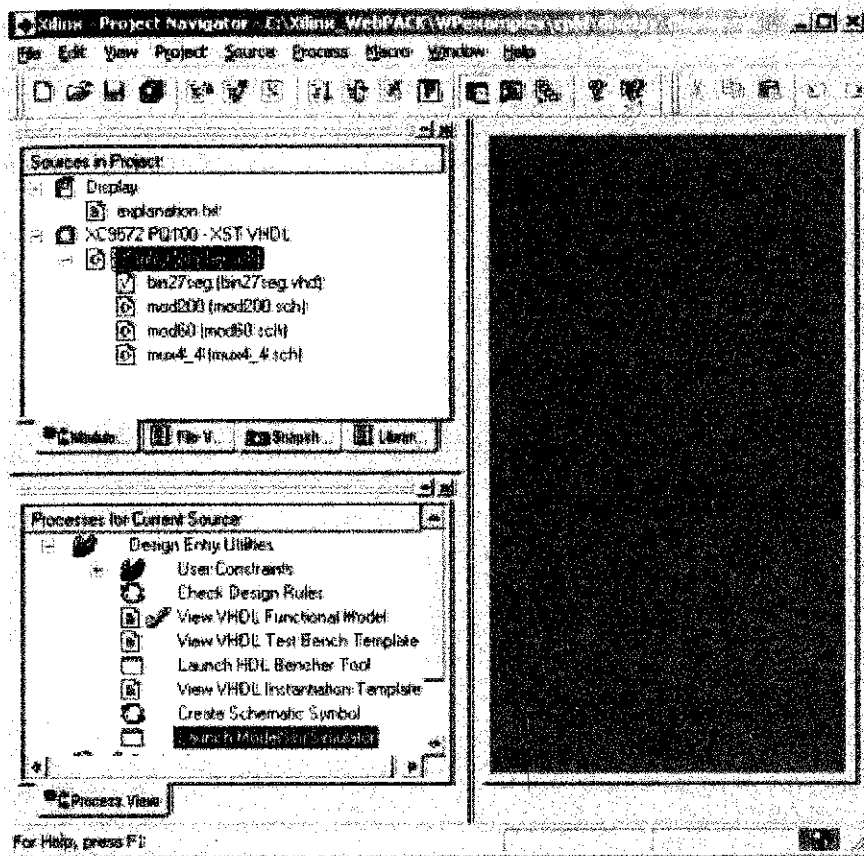 Xilinx - Project Navigator - C:\Xilinx_WebPACK\WPexamples\
File Edit View Project Source Process Macro Window Help
Sources in Project:
Display
explanation.txt
XC9572 PQ100 - XST VHDL
bin27seg (bin27seg.vhd)
mod200 (mod200.sch)
mod60 (mod60.sch)
mux4_4 (mux4_4.sch)
Module... File V... Snapsh... Librar...
Processes for Current Source:
Design Entry Utilities
User Constraints
Check Design Rules
View VHDL Functional Model
View VHDL Test Bench Template
Launch HDL Bencher Tool
View VHDL Instantiation Template
Create Schematic Symbol
Launch ModelSim Simulator
Process View
For Help, press F1